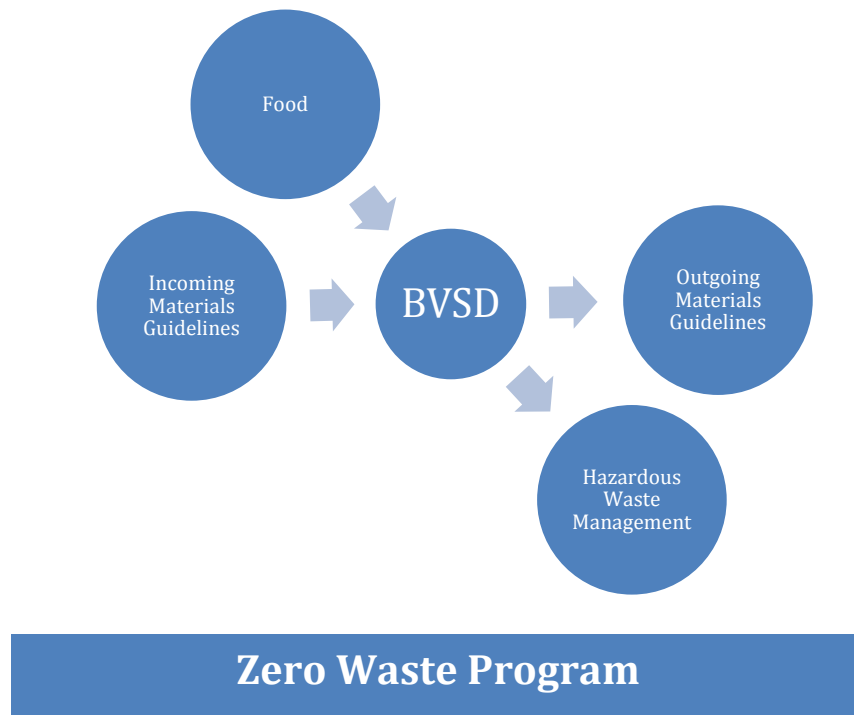 Food
Incoming
Materials
Guidelines
BVSD
Outgoing
Materials
Guidelines
Hazardous
Waste
Management
Zero Waste Program